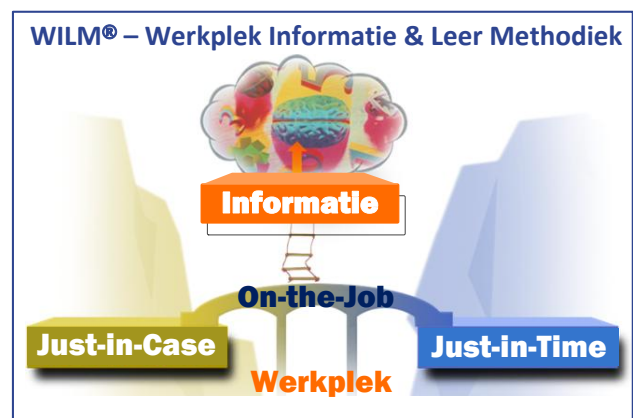 WILM® – Werkplek Informatie & Leer Methodiek
Informatie
On-the-Job
Just-in-Case
Just-in-Time
Werkplek